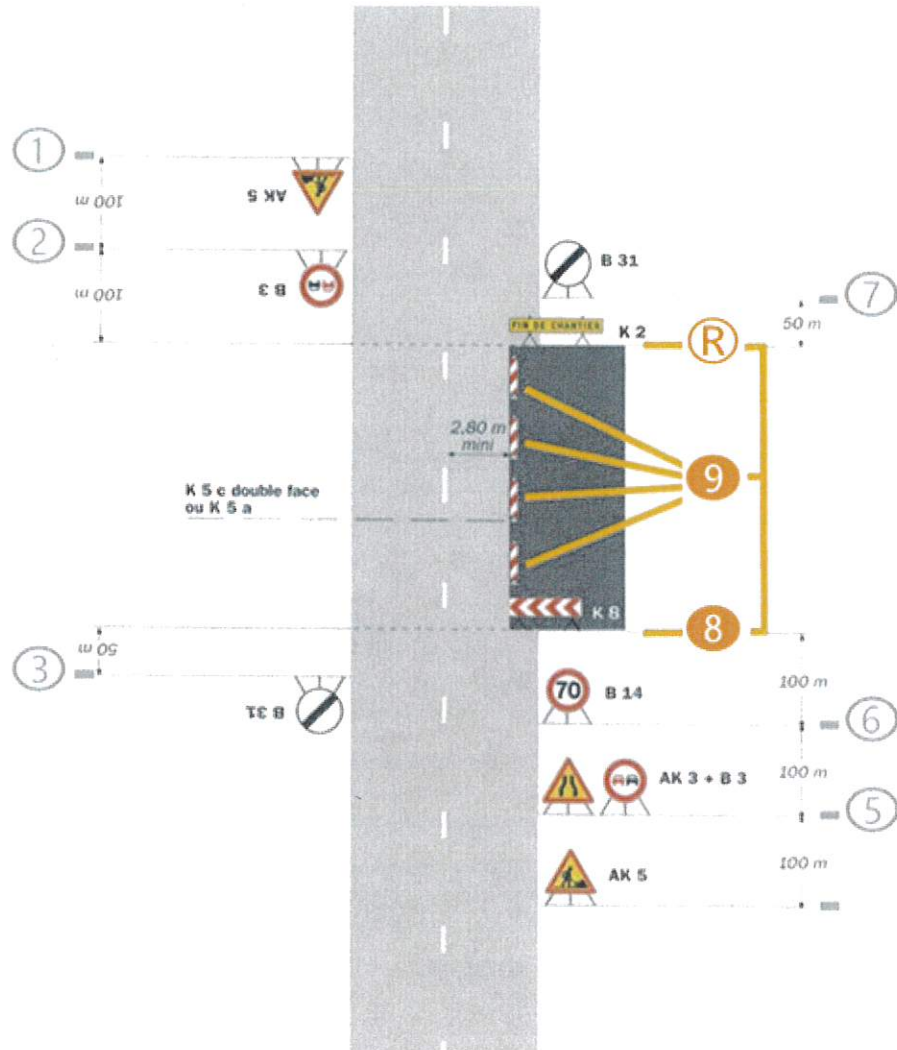 1
AK 5
100 m
2
B 3
100 m
B 31
7
FIN DE CHANTIER
K 2
R
50 m
2,80 m
mini
9
K 5 c double face
ou K 5 a
K 8
8
50 m
3
B 31
70
B 14
100 m
6
AK 3 + B 3
100 m
5
AK 5
100 m